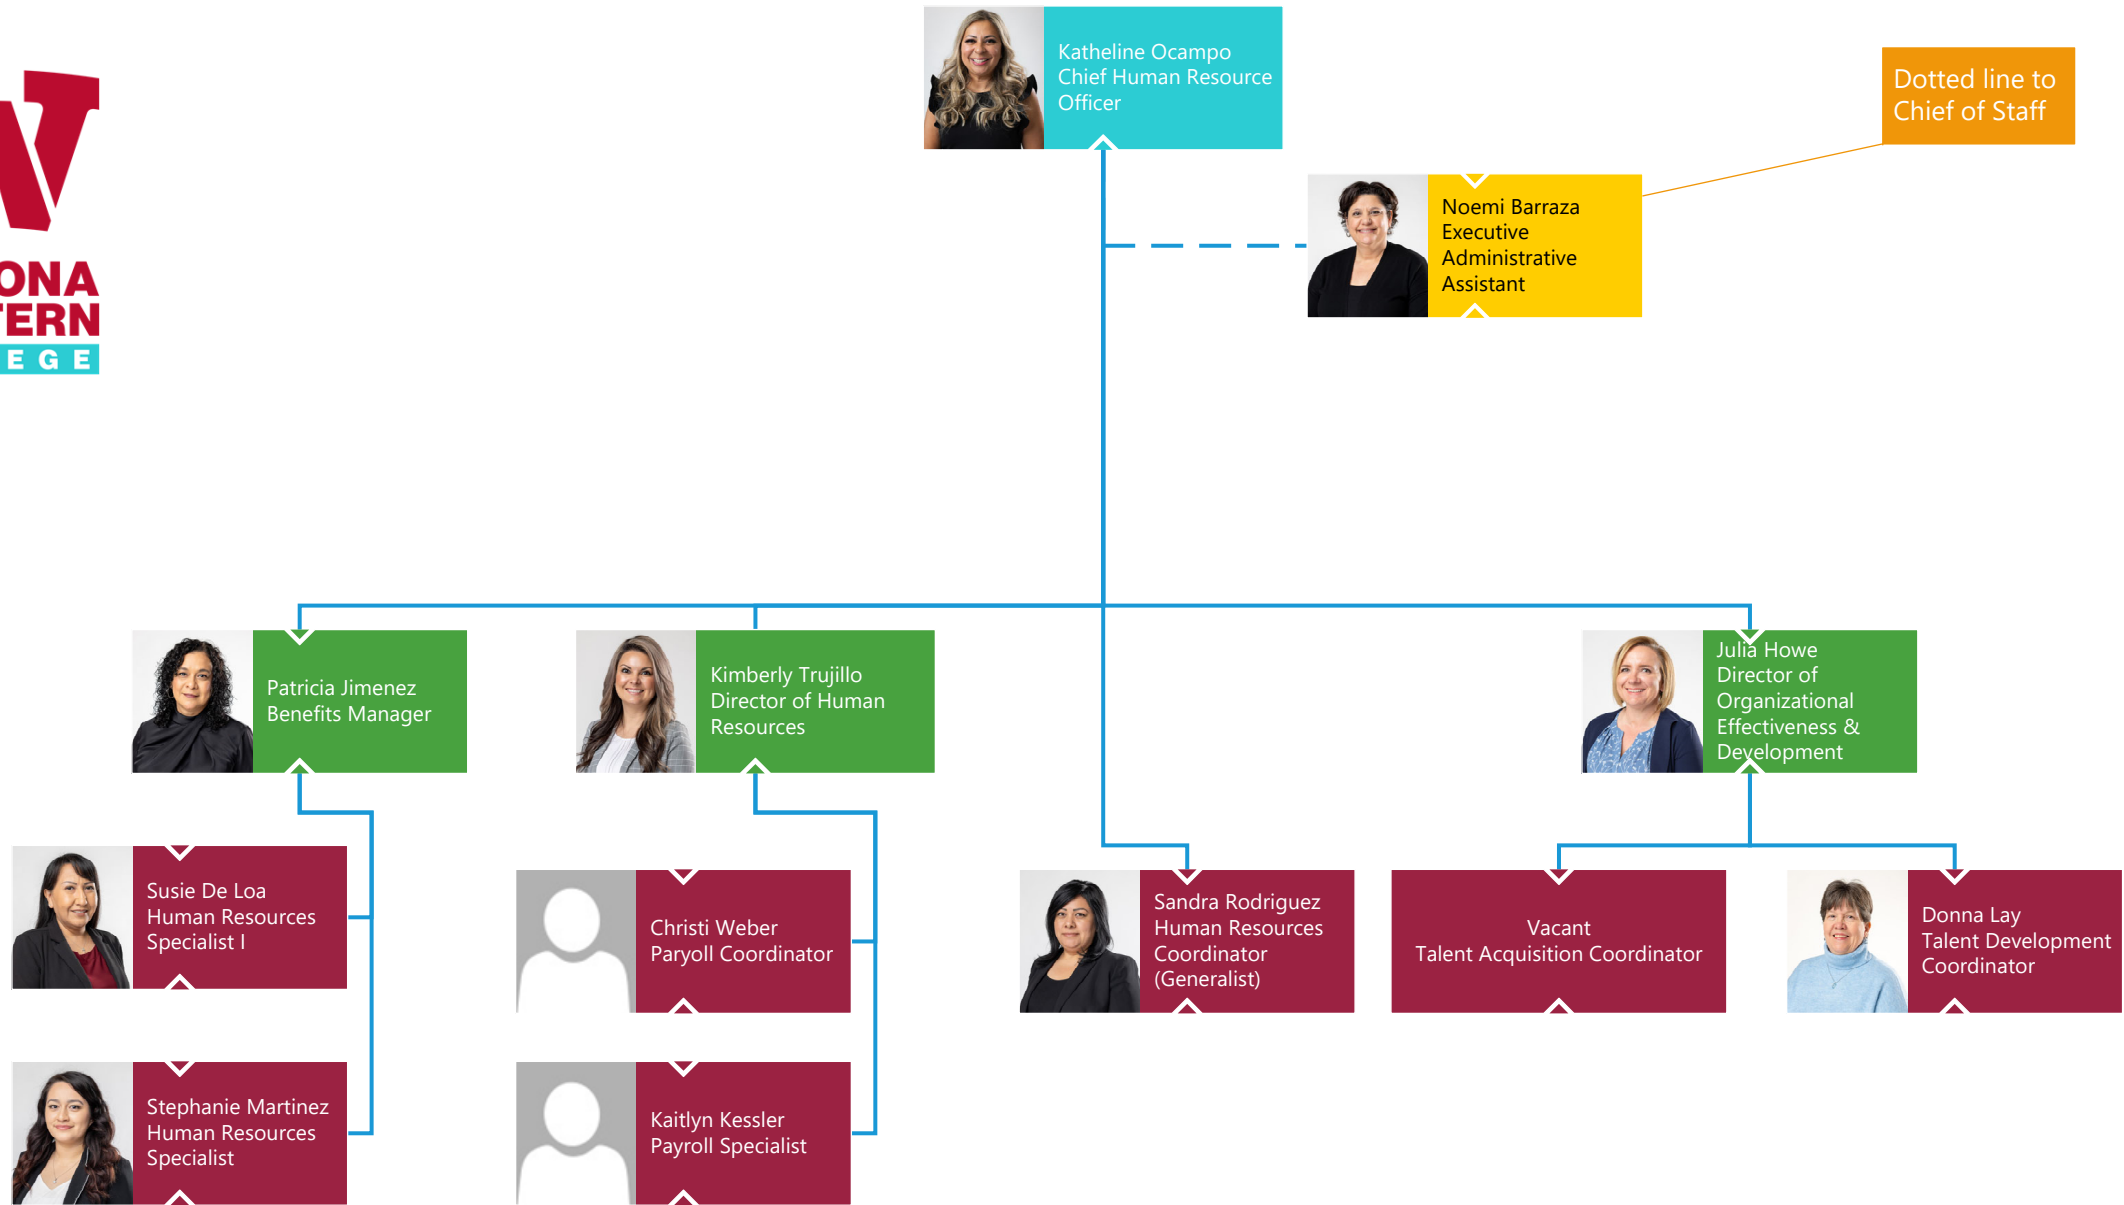 Katheline Ocampo
Chief Human Resource
Officer
Dotted line to
Chief of Staff
Noemi Barraza
Executive
Administrative
Assistant
ONA
TERN
EGE
Patricia Jimenez
Benefits Manager
Kimberly Trujillo
Director of Human
Resources
Julia Howe
Director of
Organizational
Effectiveness &
Development
Susie De Loa
Human Resources
Specialist I
Christi Weber
Paryoll Coordinator
Sandra Rodriguez
Human Resources
Coordinator
(Generalist)
Vacant
Talent Acquisition Coordinator
Donna Lay
Talent Development
Coordinator
Stephanie Martinez
Human Resources
Specialist
Kaitlyn Kessler
Payroll Specialist